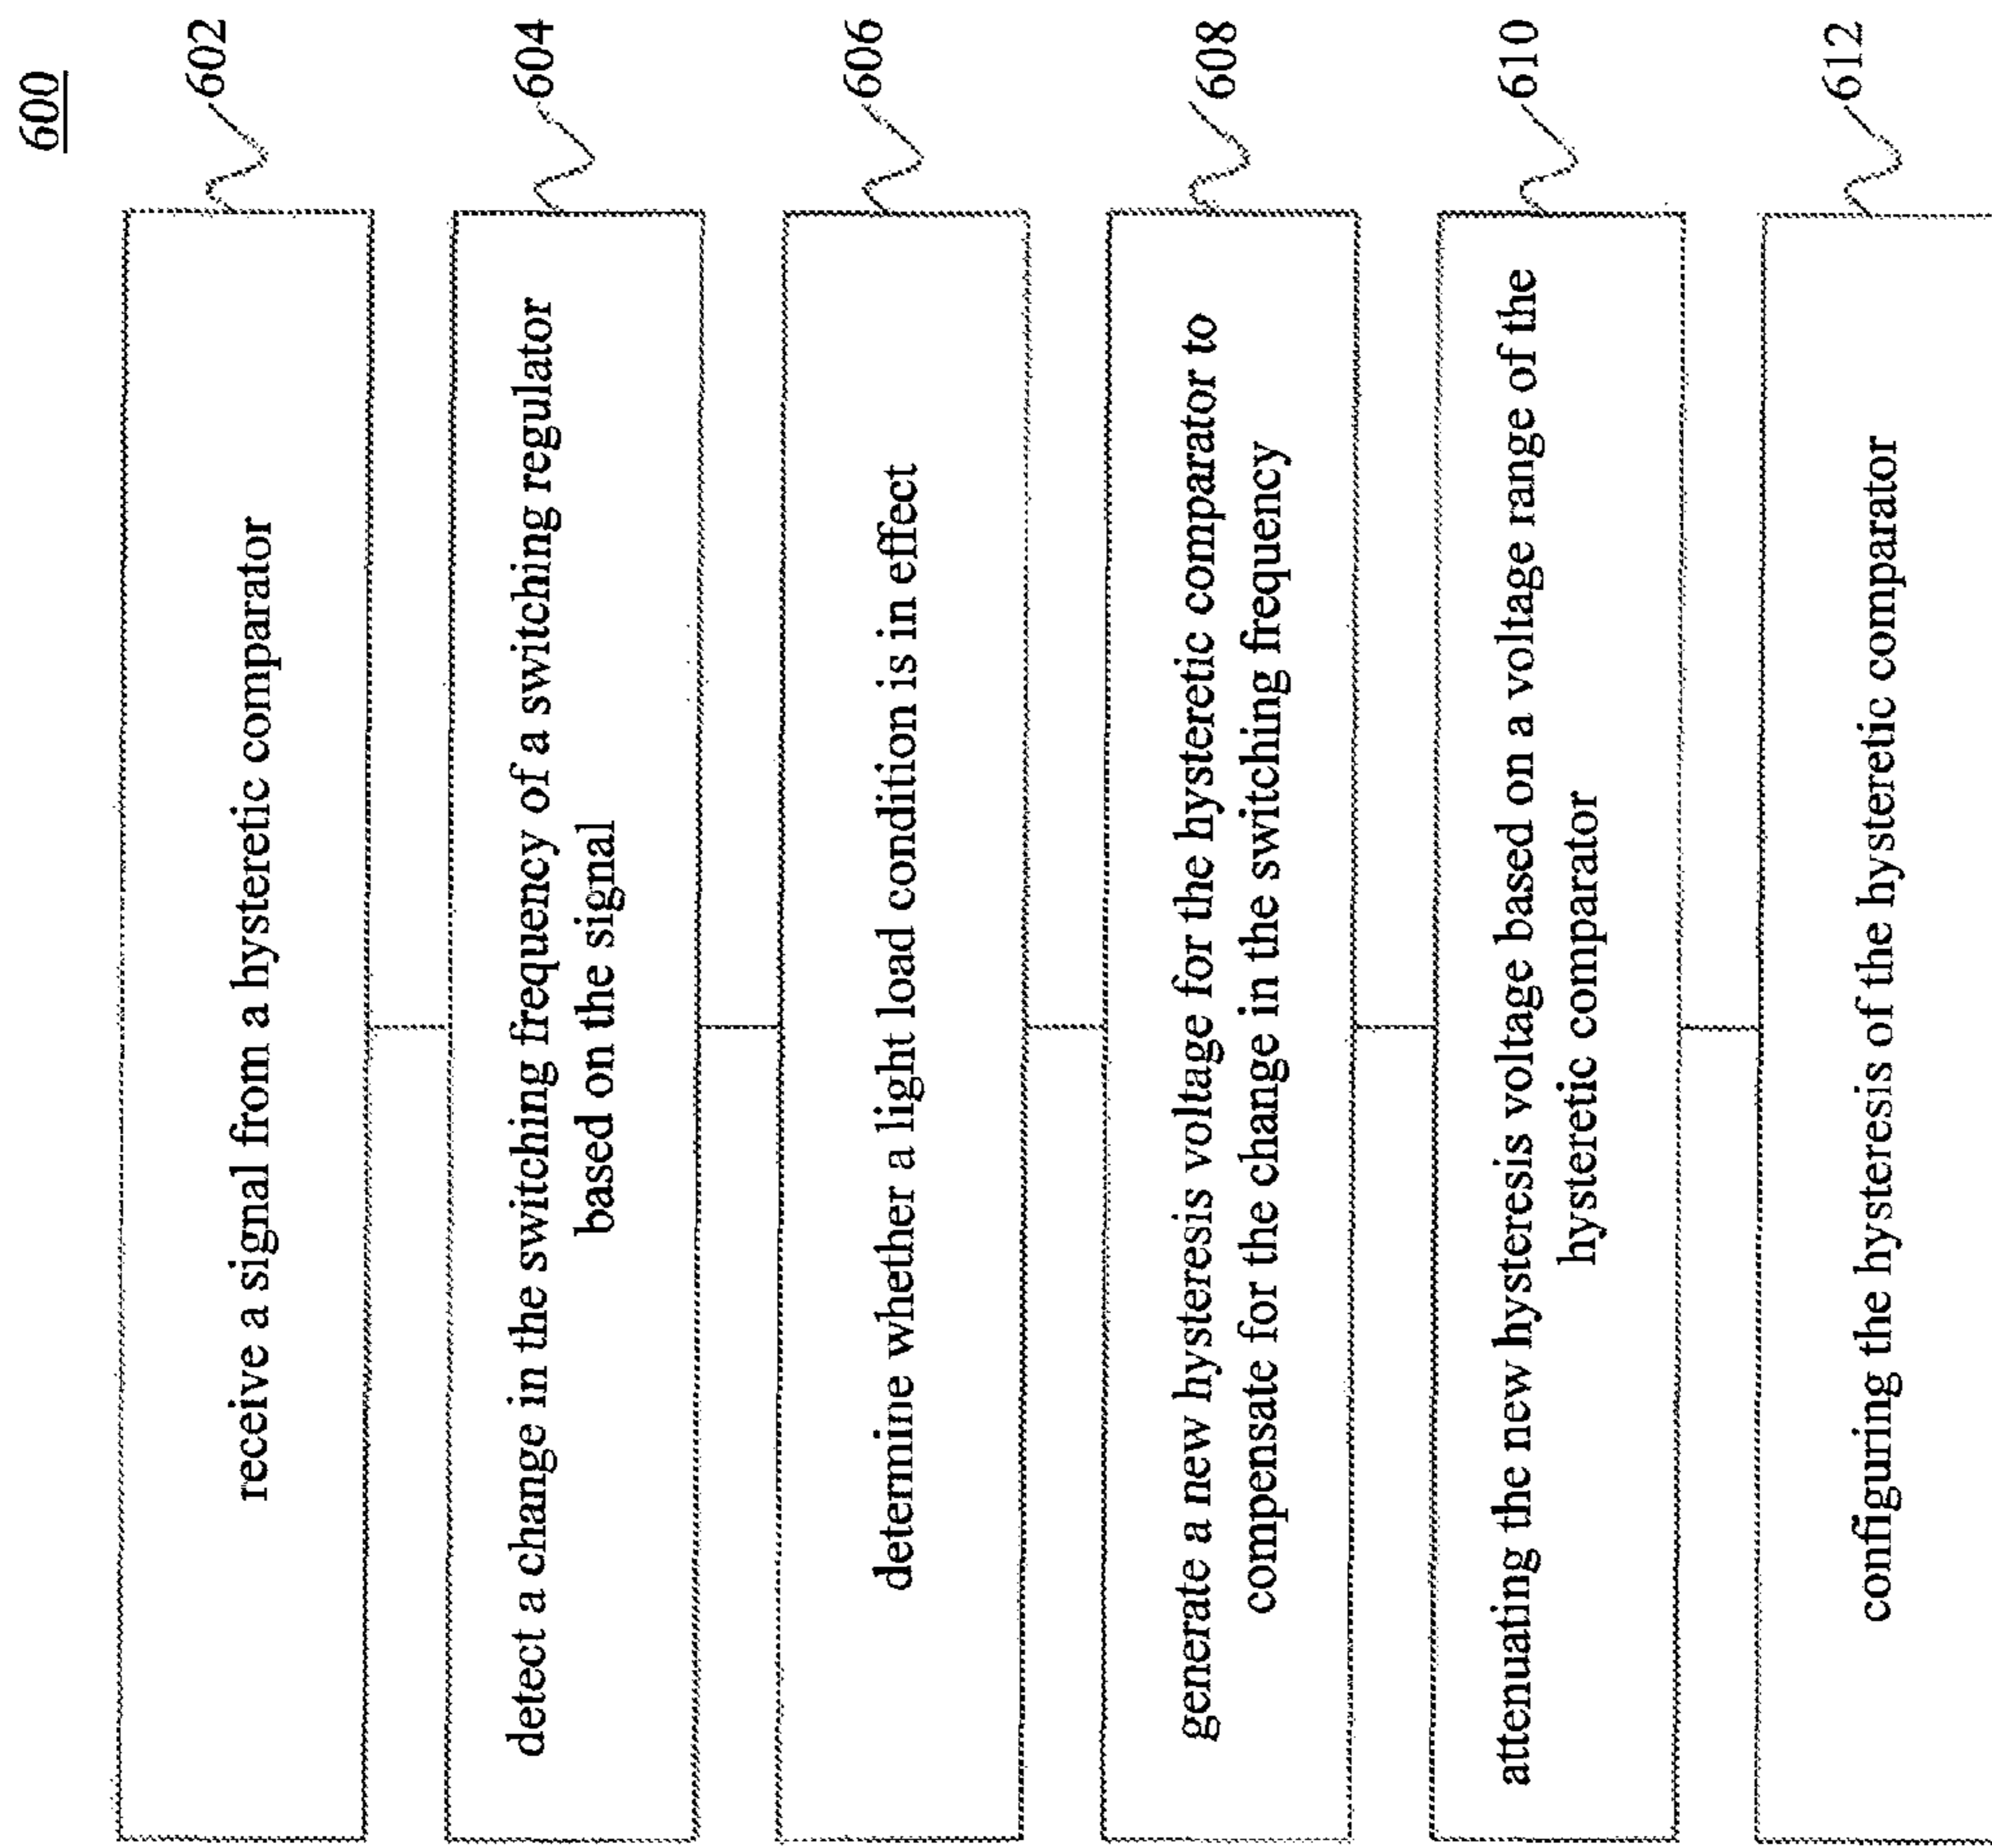 600
602
receive a signal from a hysteretic comparator
604
detect a change in the switching frequency of a switching regulator
based on the signal
606
determine whether a light load condition is in effect
608
generate a new hysteresis voltage for the hysteretic comparator to
compensate for the change in the switching frequency
610
attenuating the new hysteresis voltage based on a voltage range of the
hysteretic comparator
612
configuring the hysteresis of the hysteretic comparator